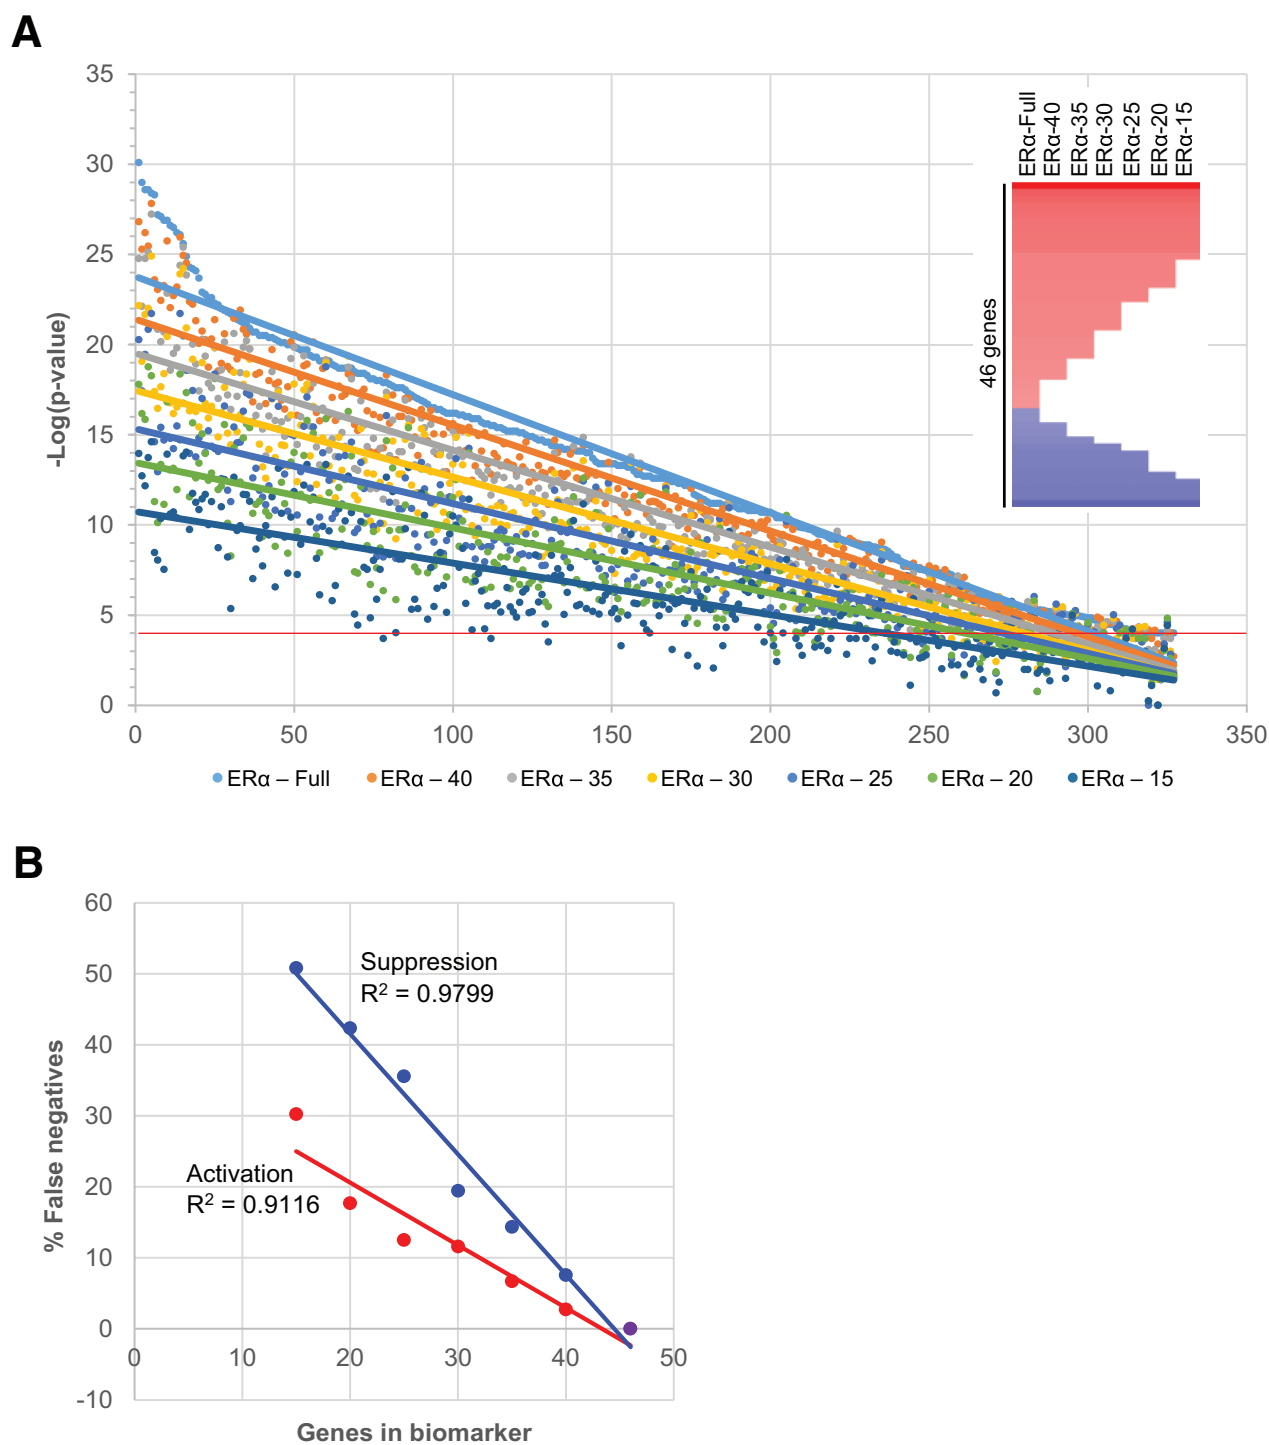 A
35
30
25
20
15
10
5
0
-Log(p-value)
0 50 100 150 200 250 300 350
ERα-Full
ERα-40
ERα-35
ERα-30
ERα-25
ERα-20
ERα-15
46 genes
ERα – Full ERα – 40 ERα – 35 ERα – 30 ERα – 25 ERα – 20 ERα – 15
B
60
50
40
30
20
10
0
-10
% False negatives
Suppression
R² = 0.9799
Activation
R² = 0.9116
0 10 20 30 40 50
Genes in biomarker